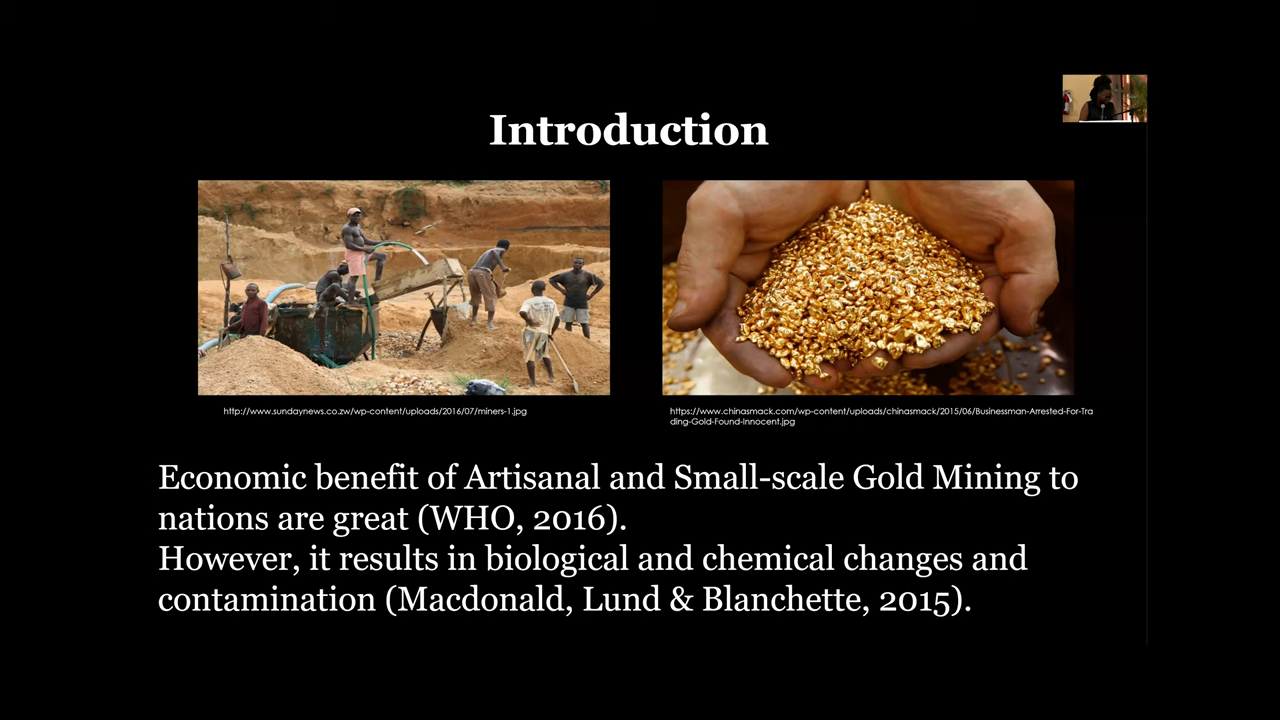 Introduction
http://www.sundaynews.co.zw/wp-content/uploads/2016/07/miners-1.jpg
https://www.chinasmack.com/wp-content/uploads/chinasmack/2015/06/Businessman-Arrested-For-Tra
ding-Gold-Found-Innocent.jpg
Economic benefit of Artisanal and Small-scale Gold Mining to
nations are great (WHO, 2016).
However, it results in biological and chemical changes and
contamination (Macdonald, Lund & Blanchette, 2015).